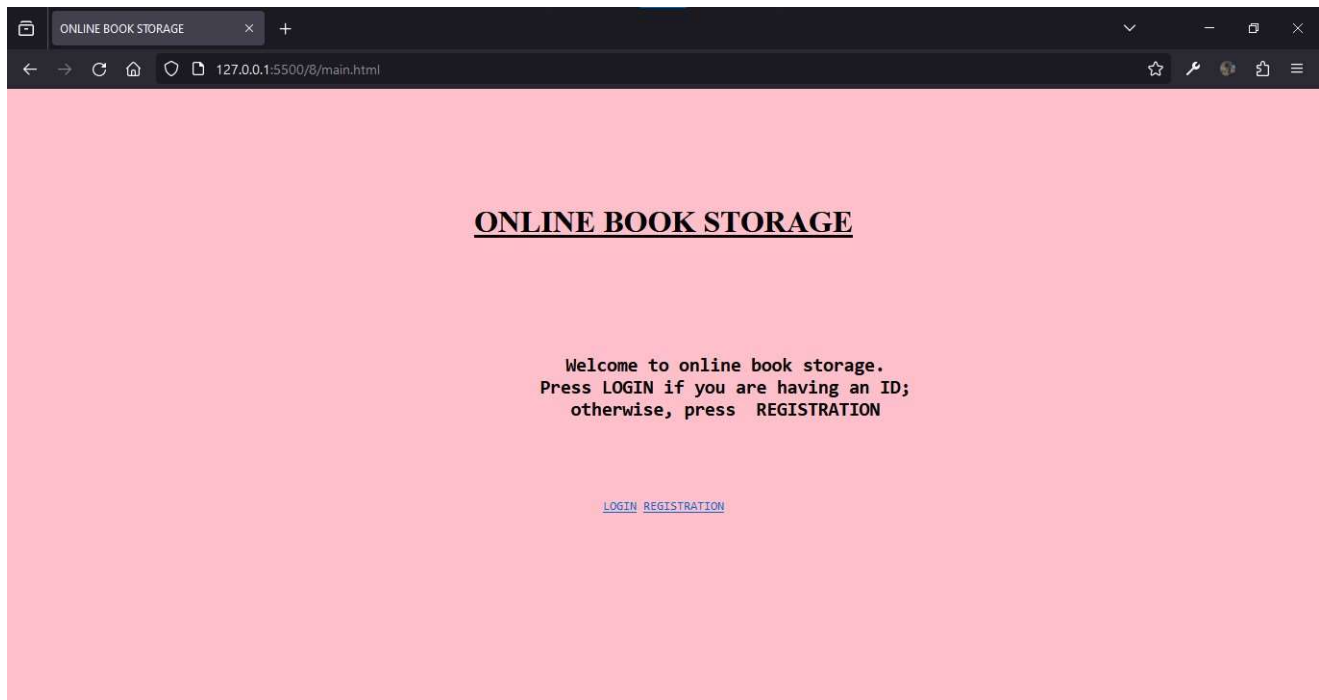 ONLINE BOOK STORAGE
127.0.0.1:5500/8/main.html
ONLINE BOOK STORAGE
Welcome to online book storage.
Press LOGIN if you are having an ID;
otherwise, press  REGISTRATION
LOGIN REGISTRATION